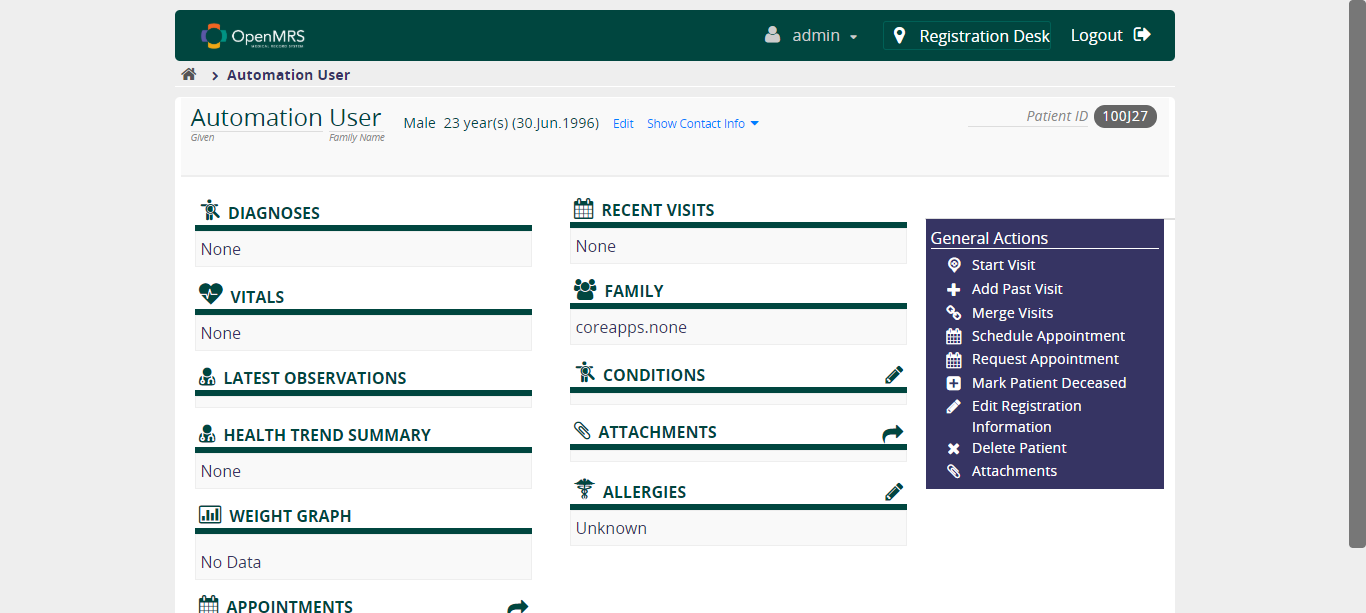 OpenMRS
MEDICAL RECORD SYSTEM
admin
Registration Desk
Logout
Automation User
Automation User
Given
Family Name
Male 23 year(s) (30.Jun.1996) Edit Show Contact Info
Patient ID 100J27
DIAGNOSES
None
VITALS
None
LATEST OBSERVATIONS
HEALTH TREND SUMMARY
None
WEIGHT GRAPH
No Data
APPOINTMENTS
RECENT VISITS
None
FAMILY
coreapps.none
CONDITIONS
ATTACHMENTS
ALLERGIES
Unknown
General Actions
Start Visit
Add Past Visit
Merge Visits
Schedule Appointment
Request Appointment
Mark Patient Deceased
Edit Registration
Information
Delete Patient
Attachments